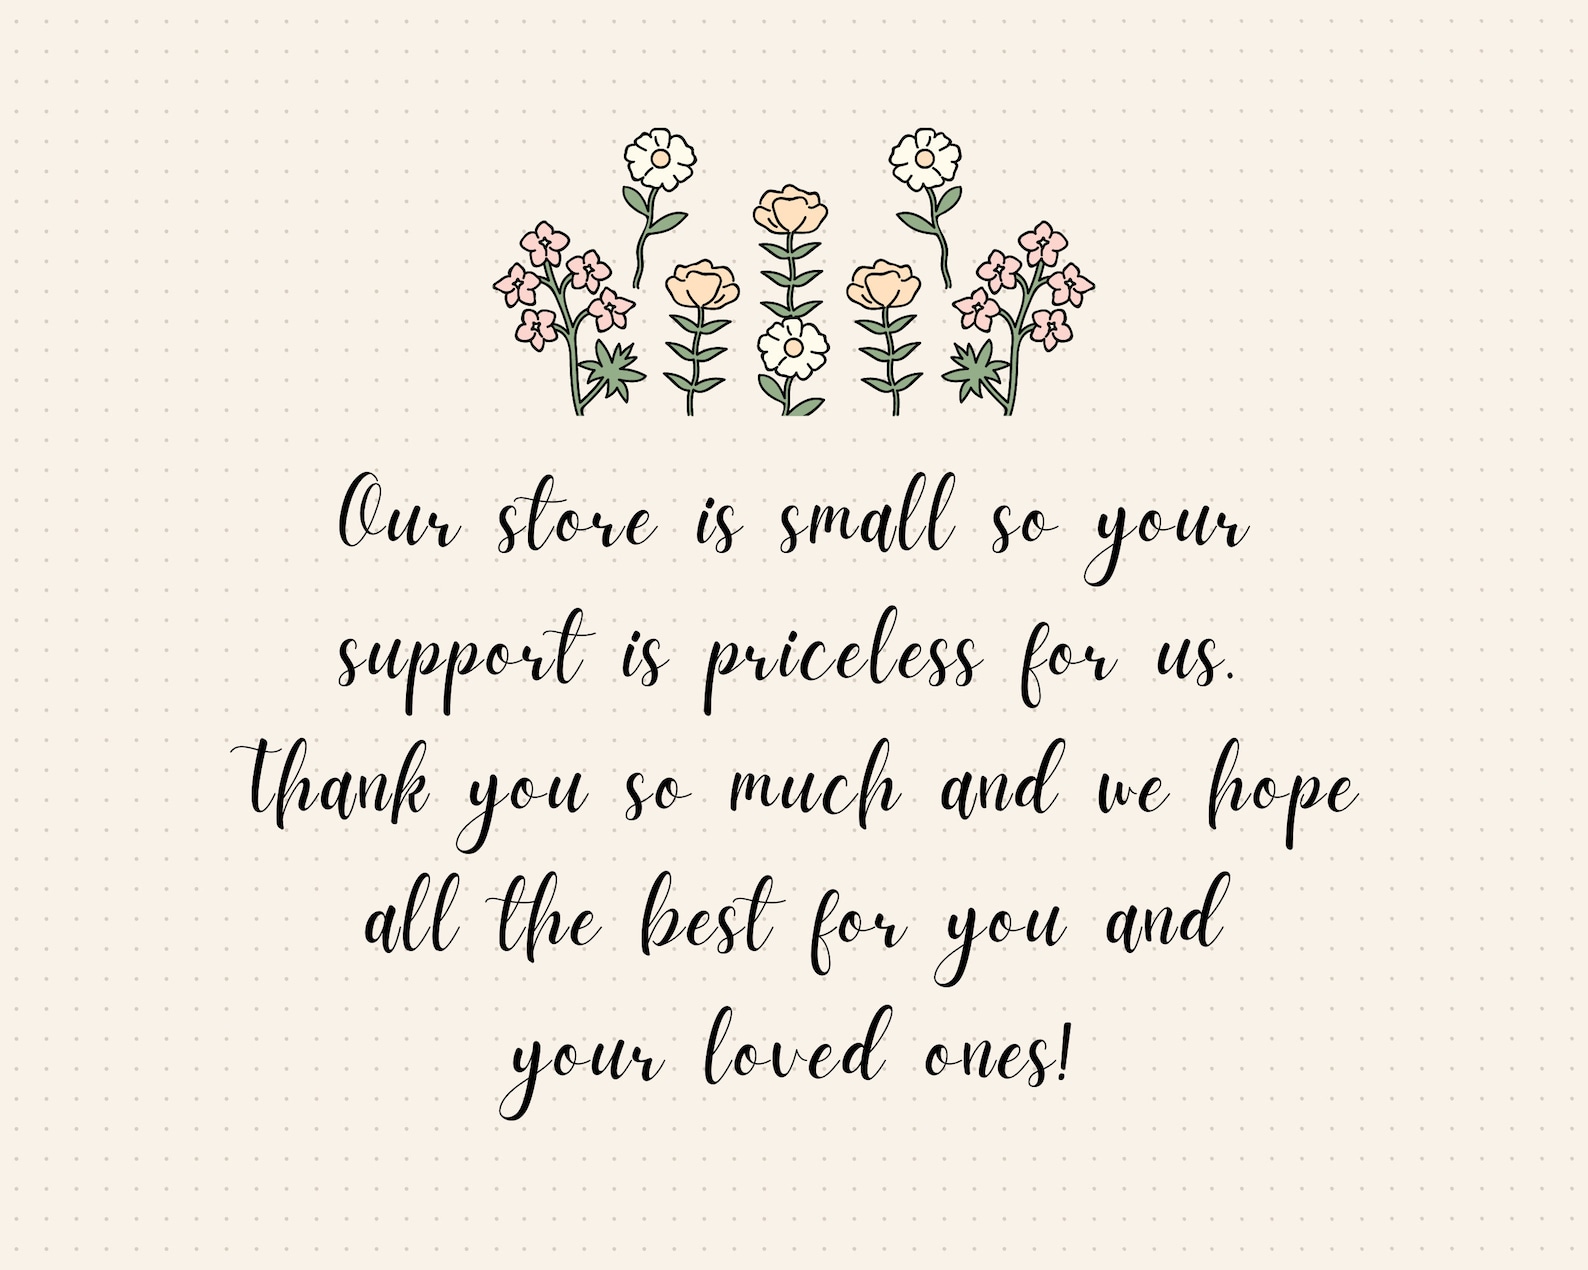 Our store is small so your
support is priceless for us.
Thank you so much and we hope
all the best for you and
your loved ones!